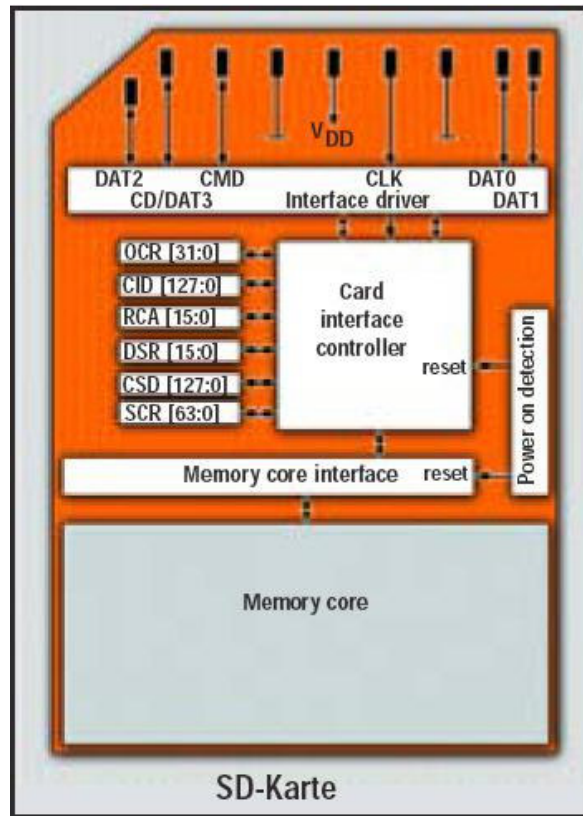 VDD
DAT2 CMD CLK DAT0
CD/DAT3 Interface driver DAT1
OCR [31:0]
CID [127:0]
RCA [15:0]
DSR [15:0]
CSD [127:0]
SCR [63:0]
Card
interface
controller
reset
Power on detection
Memory core interface reset
Memory core
SD-Karte